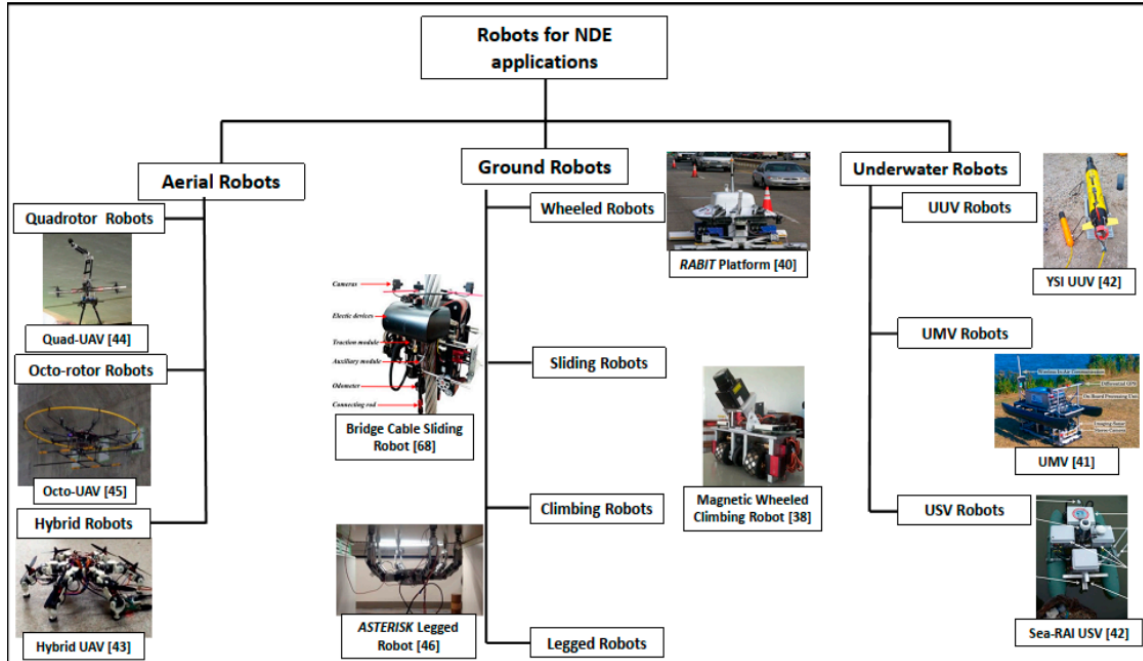 Robots for NDE
applications
Aerial Robots
Quadrotor Robots
Quad-UAV [44]
Octo-rotor Robots
Octo-UAV [45]
Hybrid Robots
Hybrid UAV [43]
Ground Robots
Wheeled Robots
RABIT Platform [40]
Cameras
Electic devices
Traction module
Auxiliary module
Odometer
Connecting rod
Bridge Cable Sliding
Robot [68]
Sliding Robots
Magnetic Wheeled
Climbing Robot [38]
Climbing Robots
ASTERISK Legged
Robot [46]
Legged Robots
Underwater Robots
UUV Robots
YSI UUV [42]
UMV Robots
Differential GPS
UMV [41]
USV Robots
Sea-RAI USV [42]